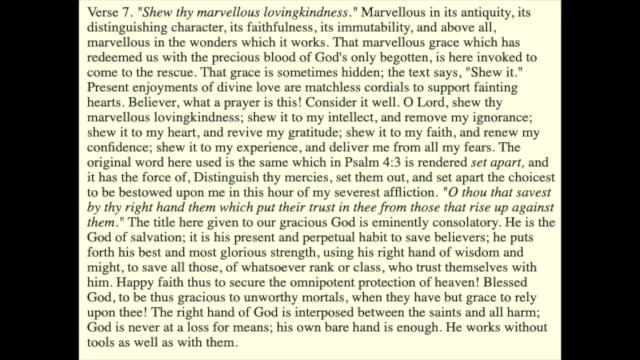 Verse 7. "Shew thy marvellous lovingkindness." Marvellous in its antiquity, its
distinguishing character, its faithfulness, its immutability, and above all,
marvellous in the wonders which it works. That marvellous grace which has
redeemed us with the precious blood of God's only begotten, is here invoked to
come to the rescue. That grace is sometimes hidden; the text says, "Shew it."
Present enjoyments of divine love are matchless cordials to support fainting
hearts. Believer, what a prayer is this! Consider it well. O Lord, shew thy
marvellous lovingkindness; shew it to my intellect, and remove my ignorance;
shew it to my heart, and revive my gratitude; shew it to my faith, and renew my
confidence; shew it to my experience, and deliver me from all my fears. The
original word here used is the same which in Psalm 4:3 is rendered set apart, and
it has the force of, Distinguish thy mercies, set them out, and set apart the choicest
to be bestowed upon me in this hour of my severest affliction. "O thou that savest
by thy right hand them which put their trust in thee from those that rise up against
them." The title here given to our gracious God is eminently consolatory. He is the
God of salvation; it is his present and perpetual habit to save believers; he puts
forth his best and most glorious strength, using his right hand of wisdom and
might, to save all those, of whatsoever rank or class, who trust themselves with
him. Happy faith thus to secure the omnipotent protection of heaven! Blessed
God, to be thus gracious to unworthy mortals, when they have but grace to rely
upon thee! The right hand of God is interposed between the saints and all harm;
God is never at a loss for means; his own bare hand is enough. He works without
tools as well as with them.